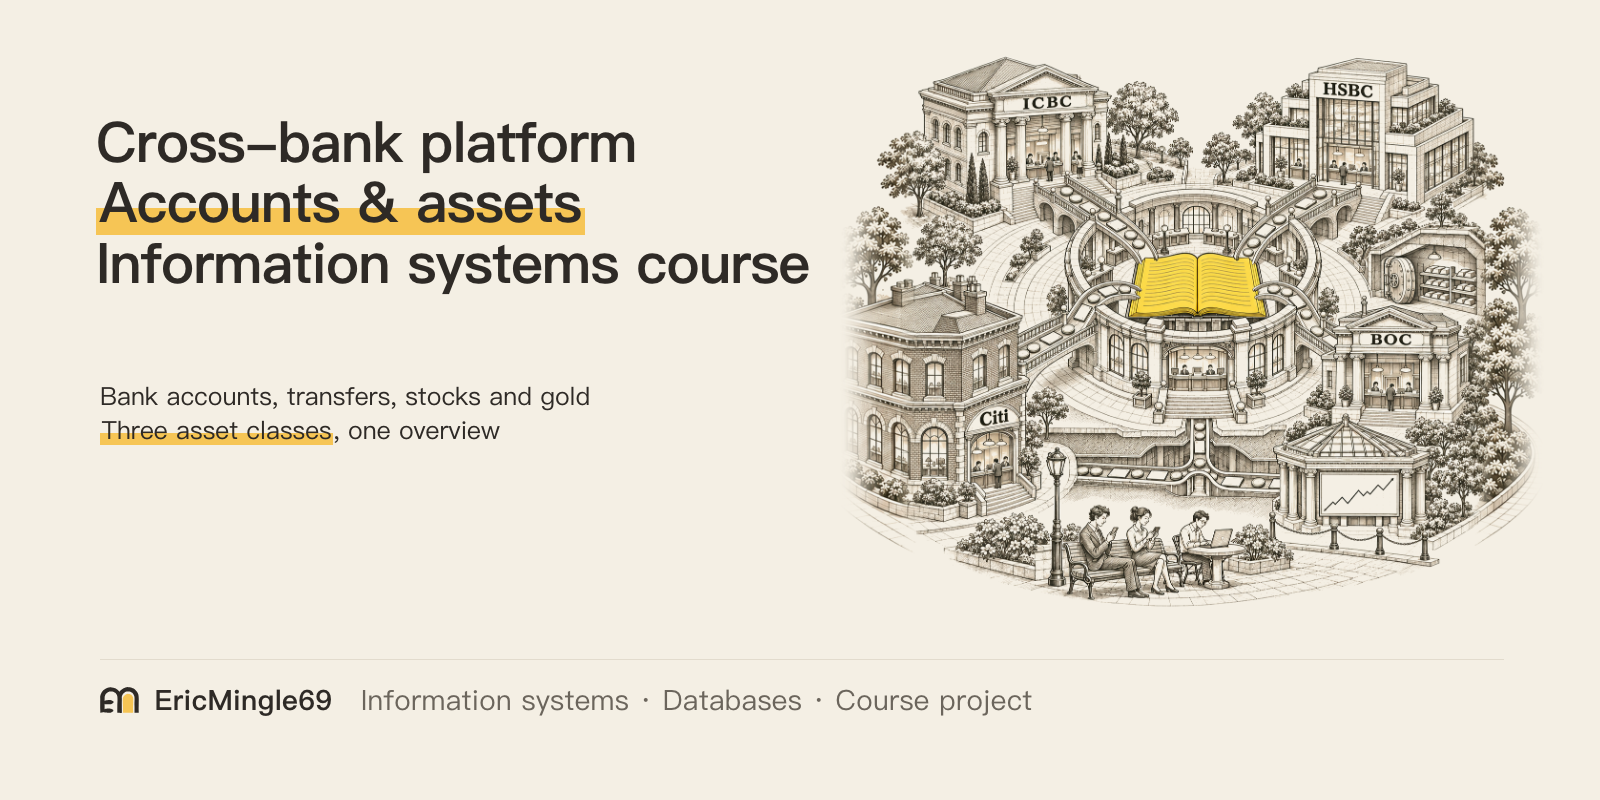 Cross–bank platform
Accounts & assets
Information systems course
Bank accounts, transfers, stocks and gold
Three asset classes, one overview
ICBC
HSBC
BOC
Citi
EricMingle69
Information systems · Databases · Course project